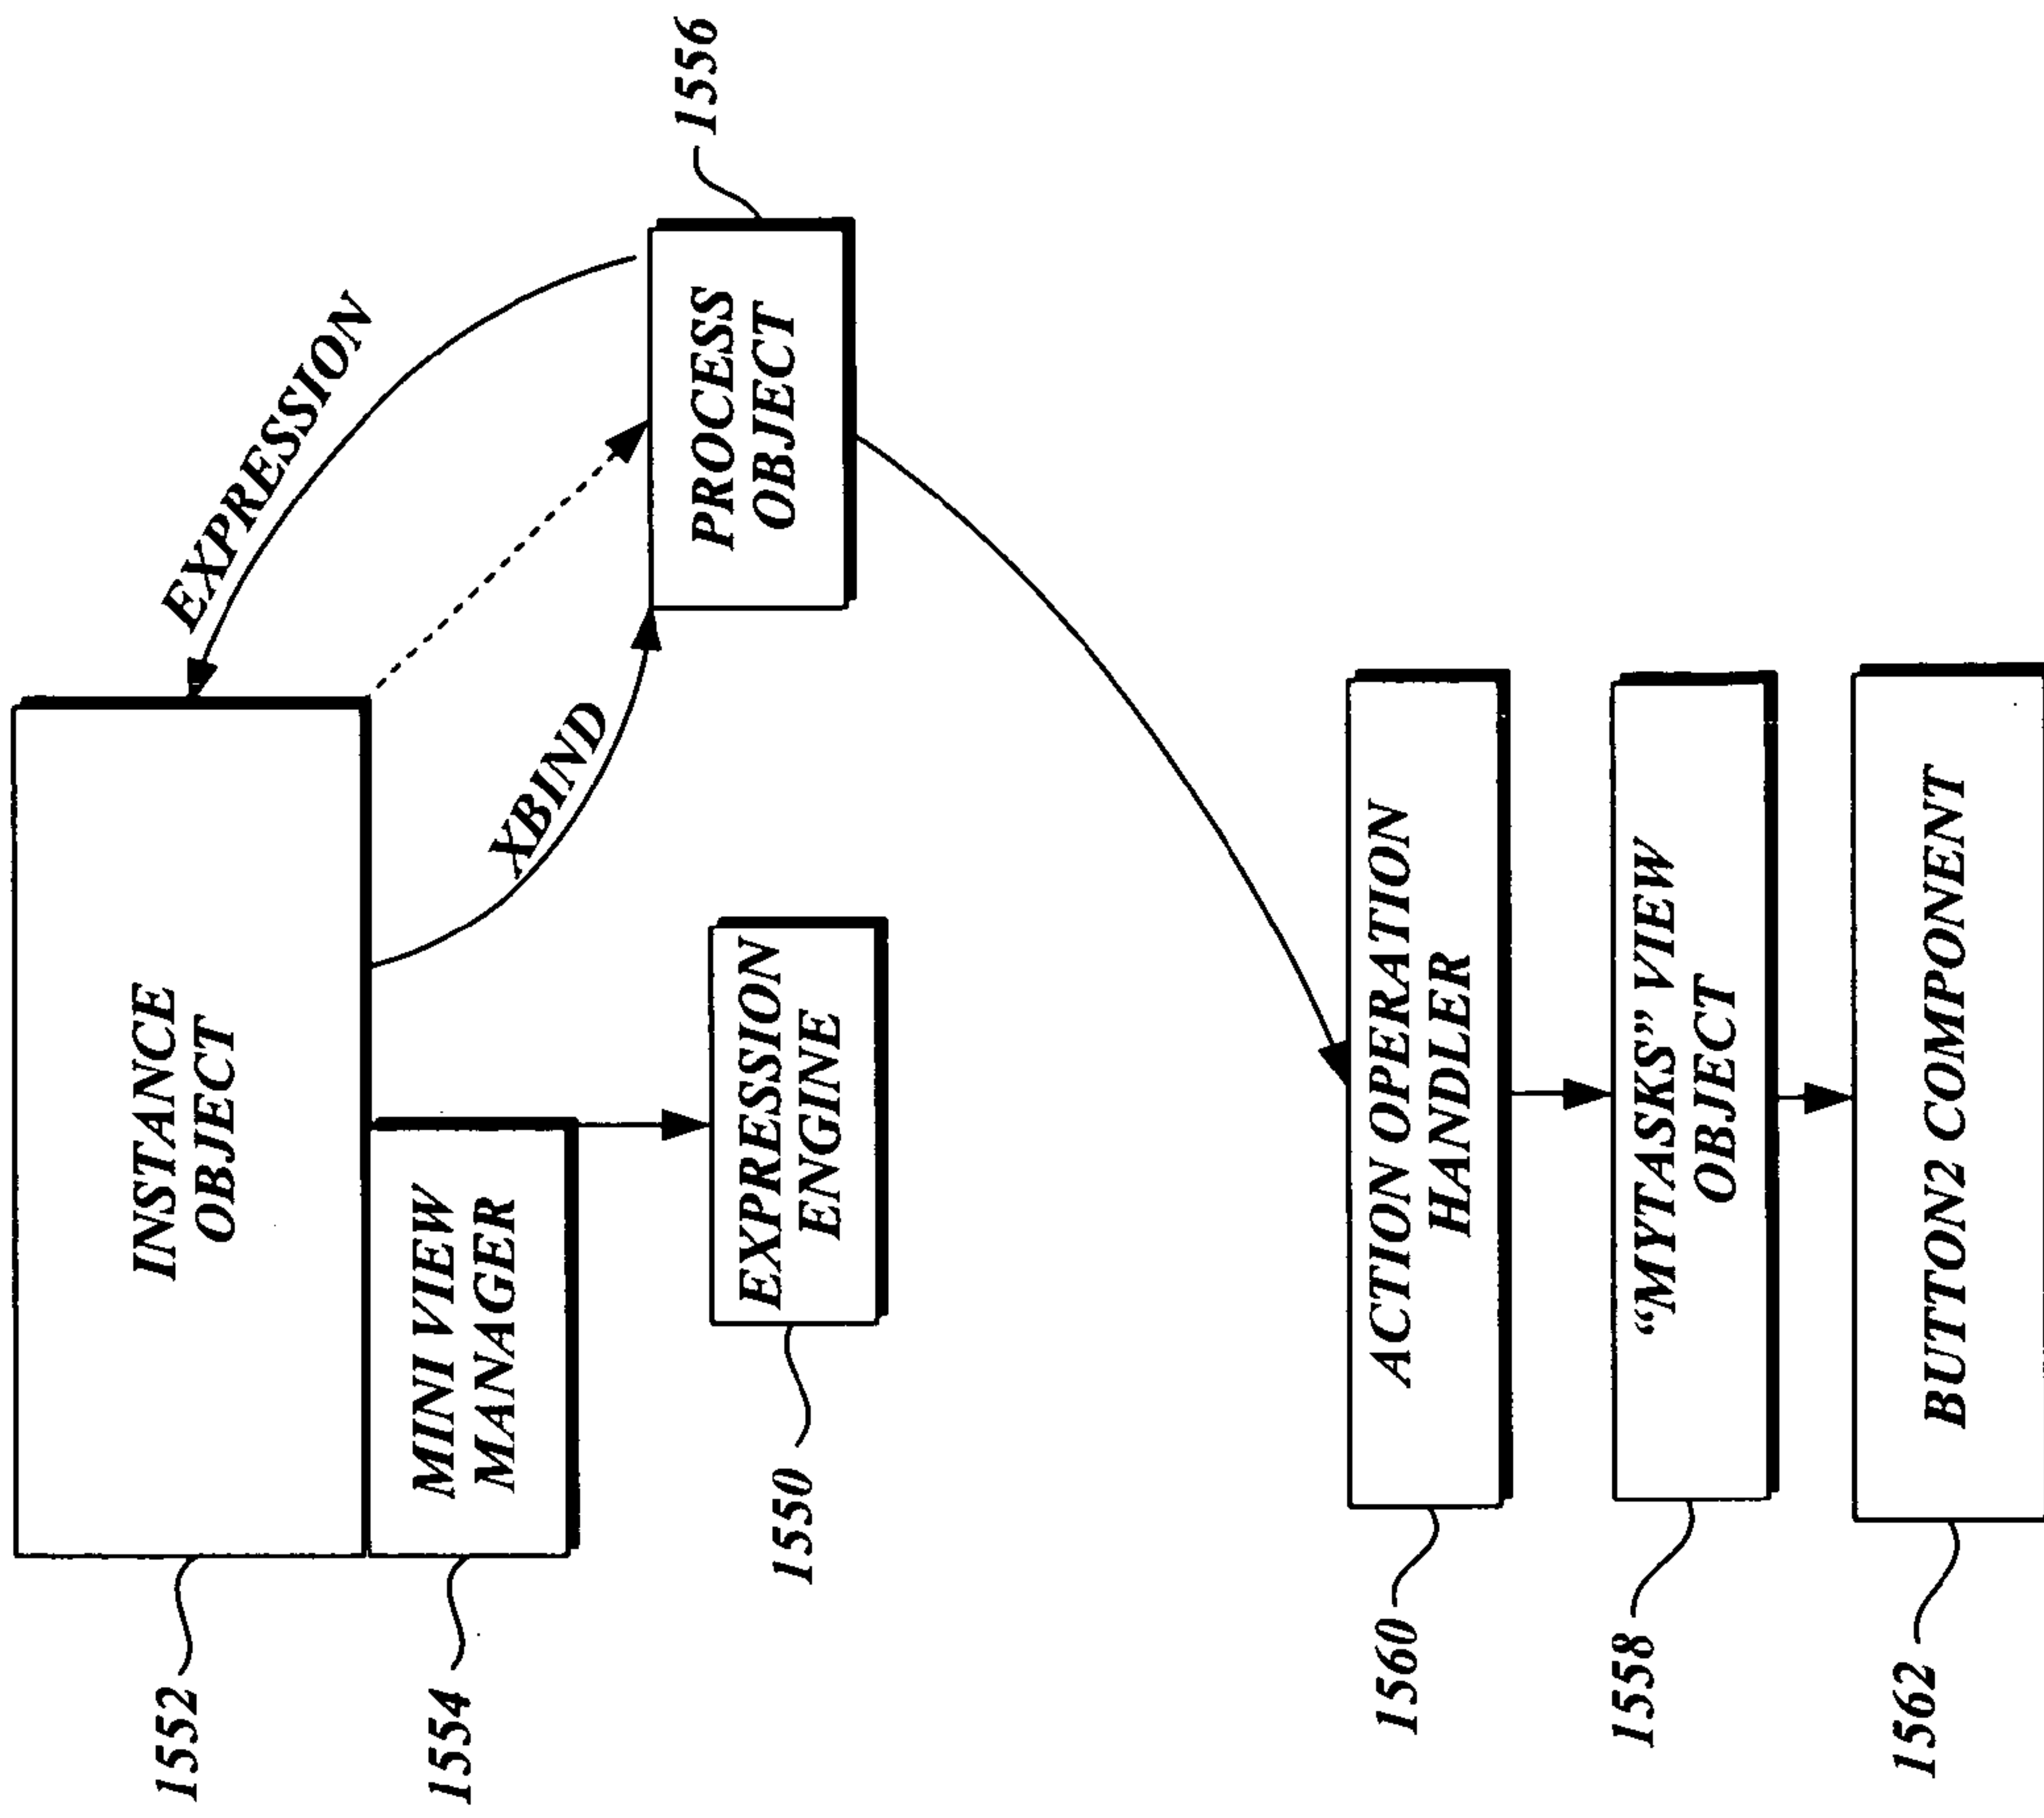 1552
INSTANCE
OBJECT
EXPRESSION
1554
MINI VIEW
MANAGER
XBIND
1550
EXPRESSION
ENGINE
PROCESS
OBJECT
1556
1560
ACTION OPERATION
HANDLER
1558
“MYTASKS” VIEW
OBJECT
1562
BUTTON2 COMPONENT